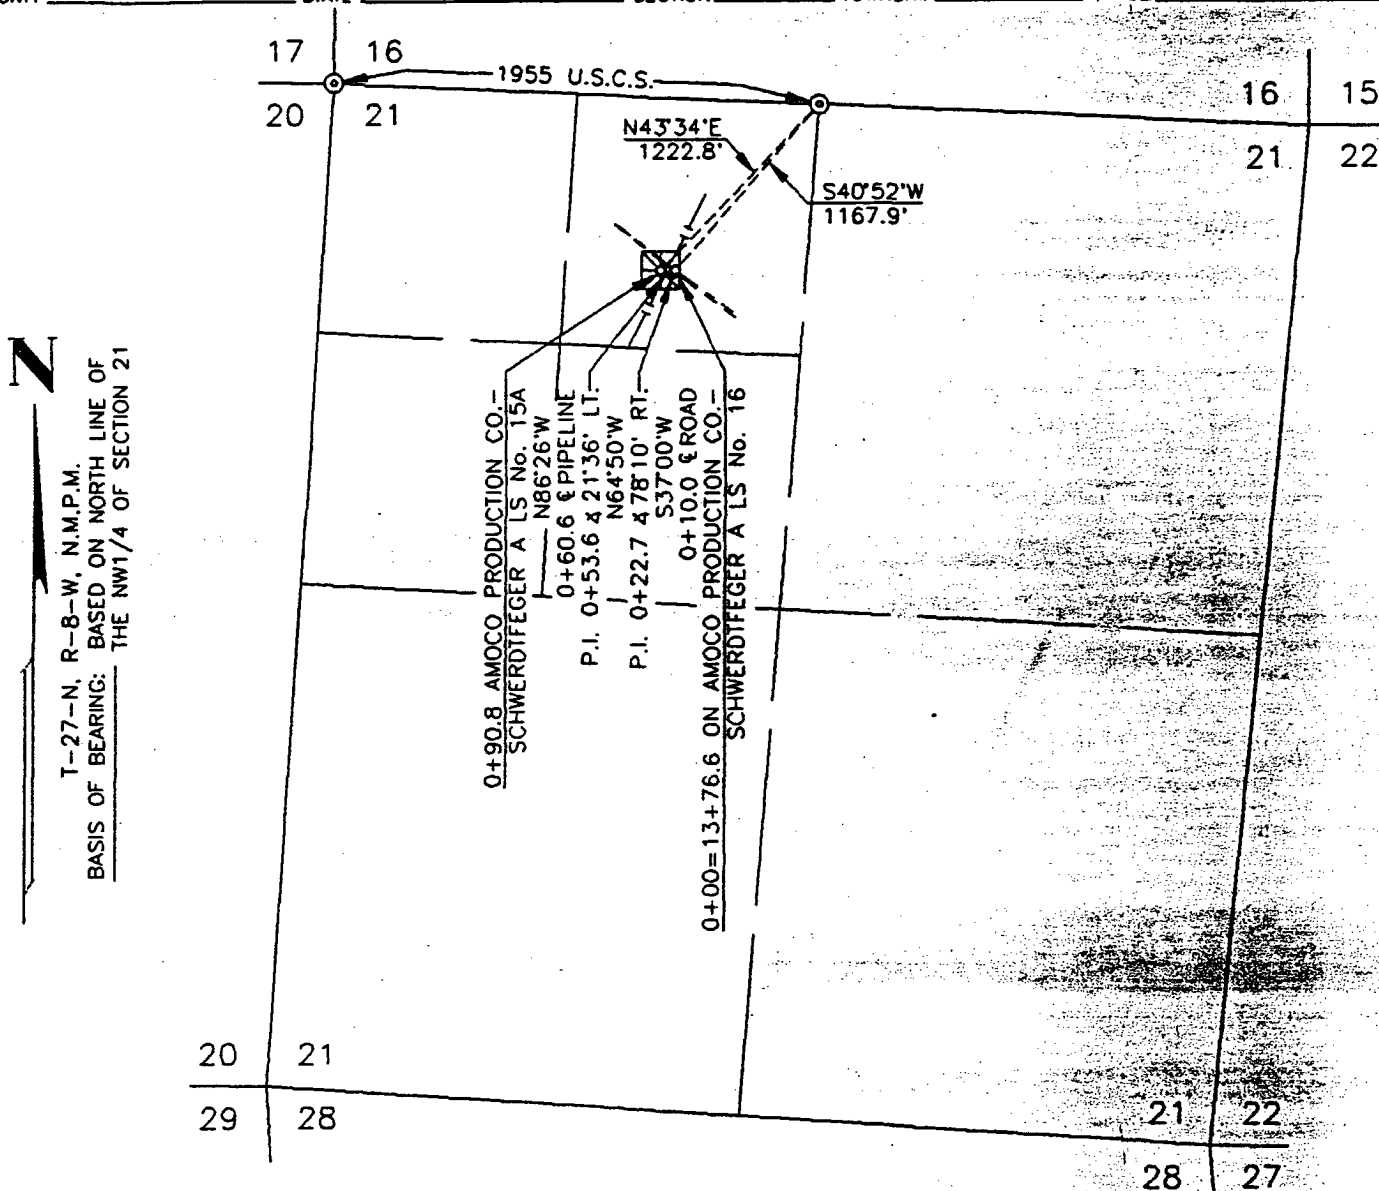 17 16
1955 U.S.C.S.
16 15
20 21
N43°34'E
1222.8'
21 22
S40°52'W
1167.9'
N
T-27-N, R-8-W, N.M.P.M.
BASIS OF BEARING: BASED ON NORTH LINE OF
THE NW1/4 OF SECTION 21
0+90.8 AMOCO PRODUCTION CO.-
SCHWERDTFEGER A LS No. 15A
N86°26'W
0+60.6 ℄ PIPELINE
P.I. 0+53.6 ∡ 21°36' LT.
N64°50'W
P.I. 0+22.7 ∡ 78°10' RT.
S37°00'W
0+10.0 ℄ ROAD
0+00=13+76.6 ON AMOCO PRODUCTION CO.-
SCHWERDTFEGER A LS No. 16
20 21
29 28
21 22
28 27